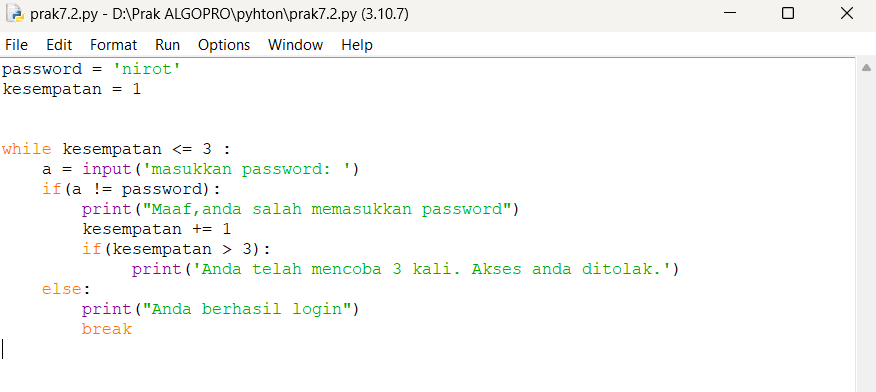 prak7.2.py - D:\Prak ALGOPRO\pyhton\prak7.2.py (3.10.7)
File Edit Format Run Options Window Help
password = 'nirot'
kesempatan = 1
while kesempatan <= 3 :
    a = input('masukkan password: ')
    if(a != password):
        print("Maaf,anda salah memasukkan password")
        kesempatan += 1
        if(kesempatan > 3):
             print('Anda telah mencoba 3 kali. Akses anda ditolak.')
    else:
        print("Anda berhasil login")
        break